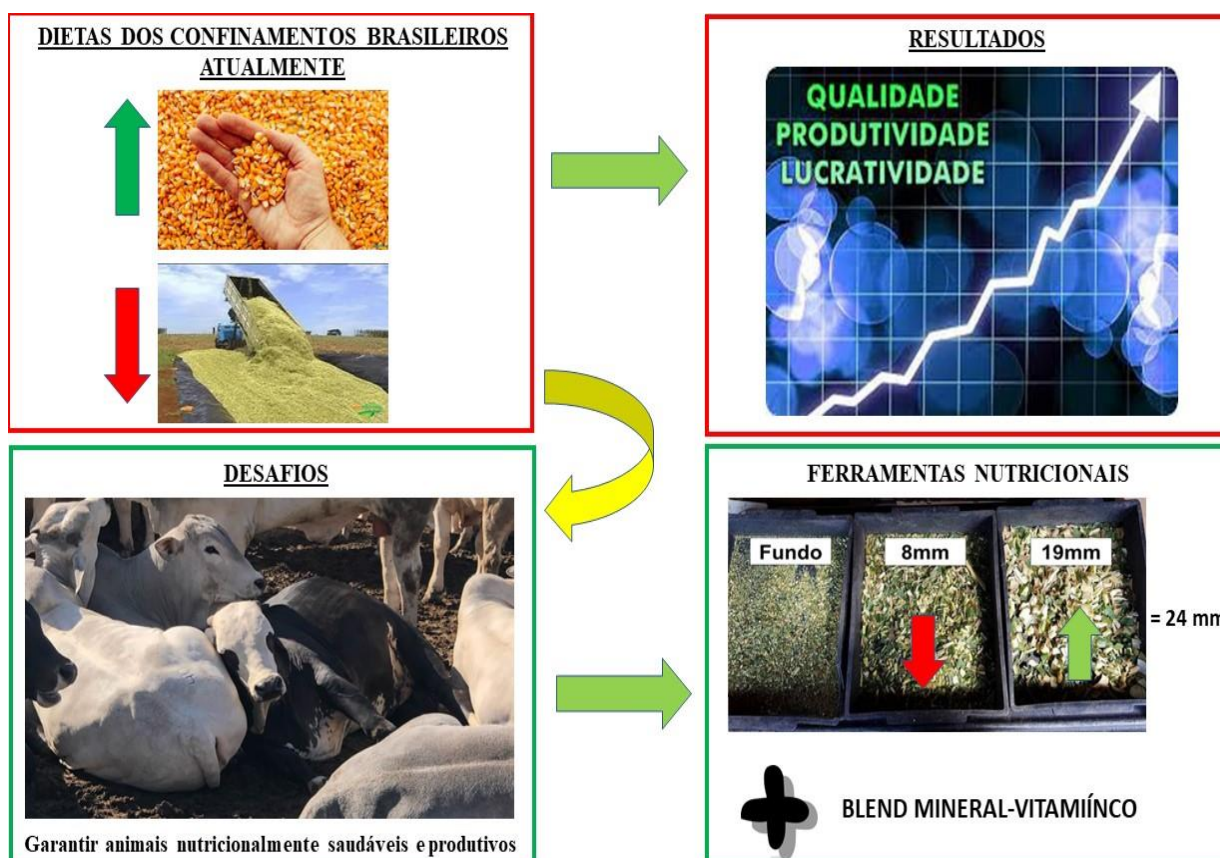 DIETAS DOS CONFINAMENTOS BRASILEIROS
ATUALMENTE
RESULTADOS
QUALIDADE
PRODUTIVIDADE
LUCRATIVIDADE
DESAFIOS
Garantir animais nutricionalmente saudáveis e produtivos
FERRAMENTAS NUTRICIONAIS
Fundo
8mm
19mm
= 24 mm
BLEND MINERAL-VITAMIÍNCO